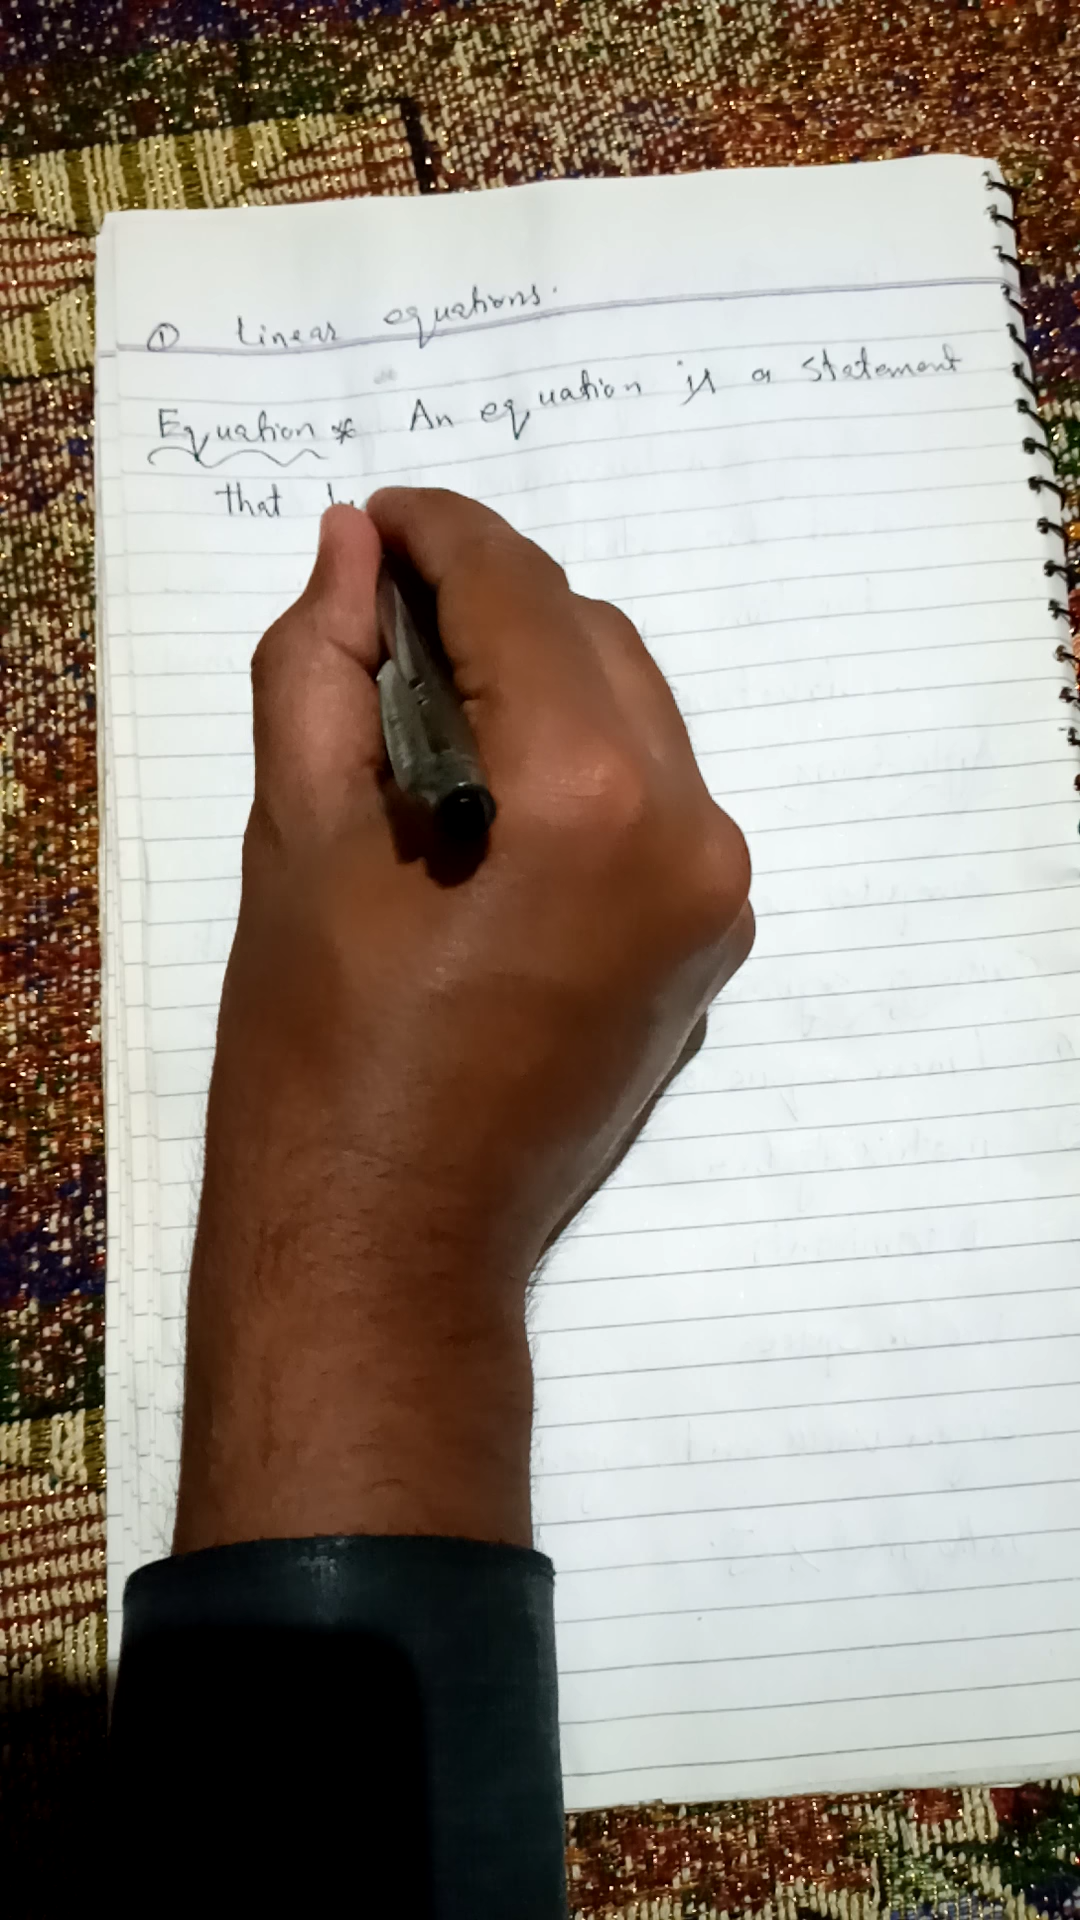 ① linear equations.
Equation * An equation is a statement
that